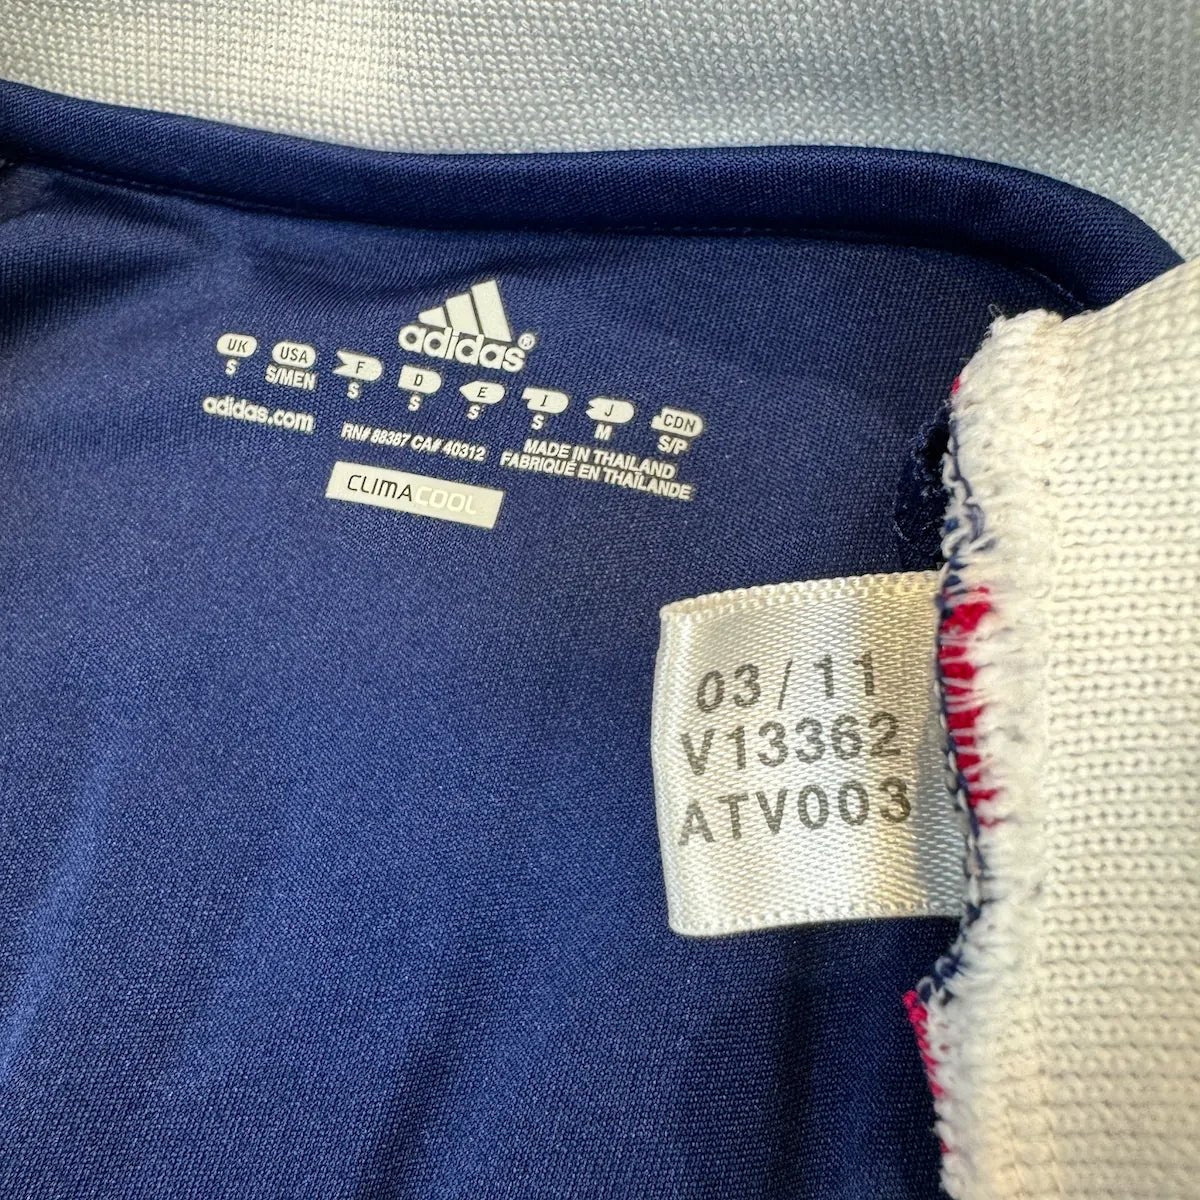 adidas®
UK USA F D E I J CDN
S S/MEN S S S S M S/P
adidas.com
RN# 88387 CA# 40312
MADE IN THAILAND
FABRIQUÉ EN THAÏLANDE
CLIMACOOL
03/11
V13362
ATV003